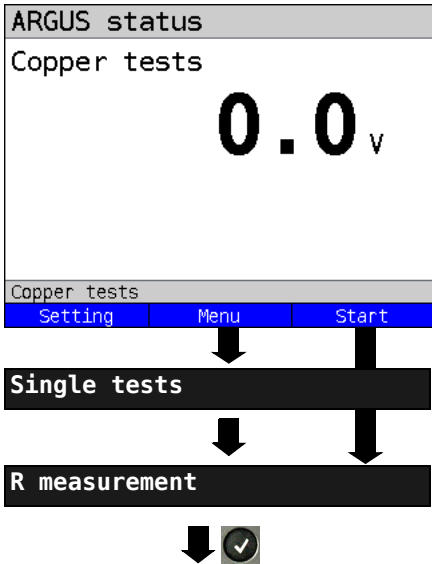 ARGUS status
Copper tests
0.0 V
Copper tests
Setting Menu Start
Single tests
R measurement